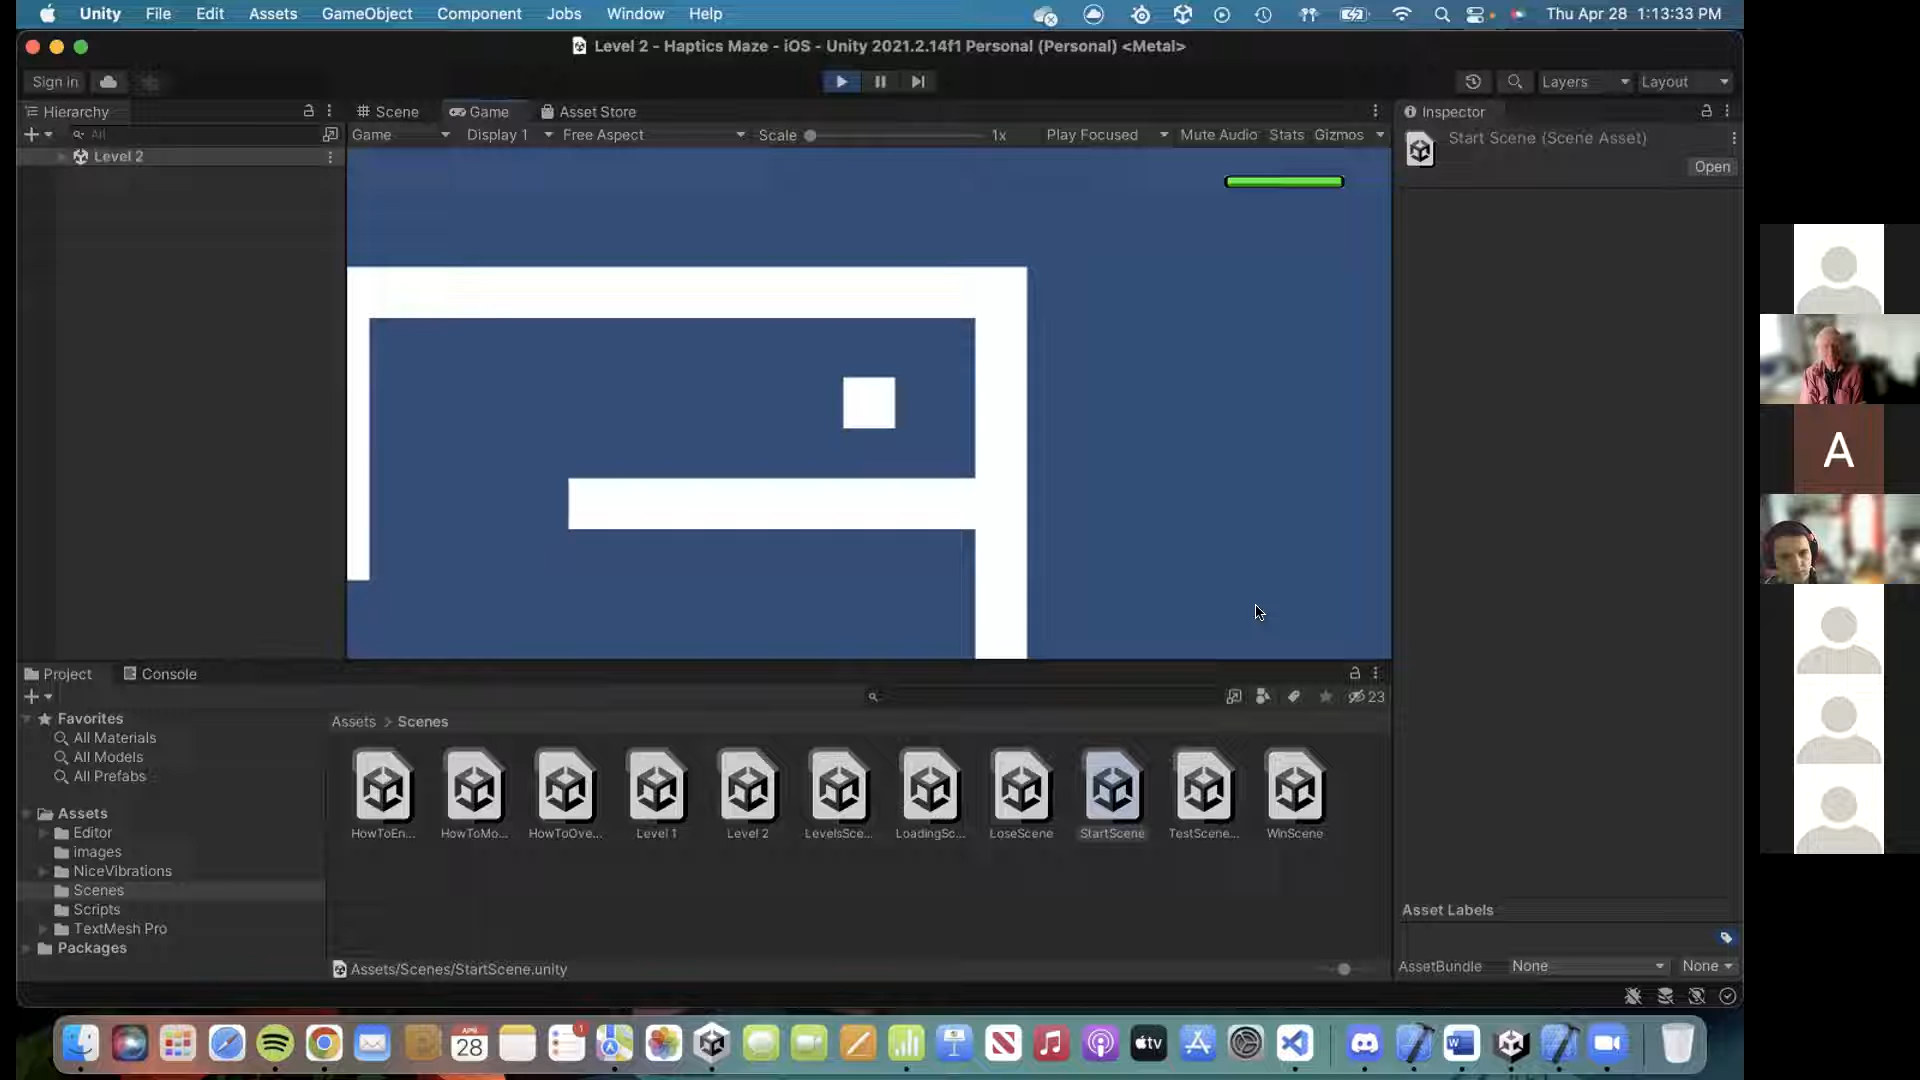 Unity File Edit Assets GameObject Component Jobs Window Help Thu Apr 28 1:13:33 PM
Level 2 - Haptics Maze - iOS - Unity 2021.2.14f1 Personal (Personal) <Metal>
Sign in Layers Layout
Hierarchy Scene Game Asset Store Inspector
All Game Display 1 Free Aspect Scale 1x Play Focused Mute Audio Stats Gizmos
Start Scene (Scene Asset)
Level 2
Open
Project Console
23
Favorites
All Materials
All Models
All Prefabs
Assets
Editor
images
NiceVibrations
Scenes
Scripts
TextMesh Pro
Packages
Assets > Scenes
HowToEn... HowToMo... HowToOve... Level 1 Level 2 LevelsSce... LoadingSc... LoseScene StartScene TestScene... WinScene
Assets/Scenes/StartScene.unity
Asset Labels
AssetBundle None None
A
APR
28
1
tv
W